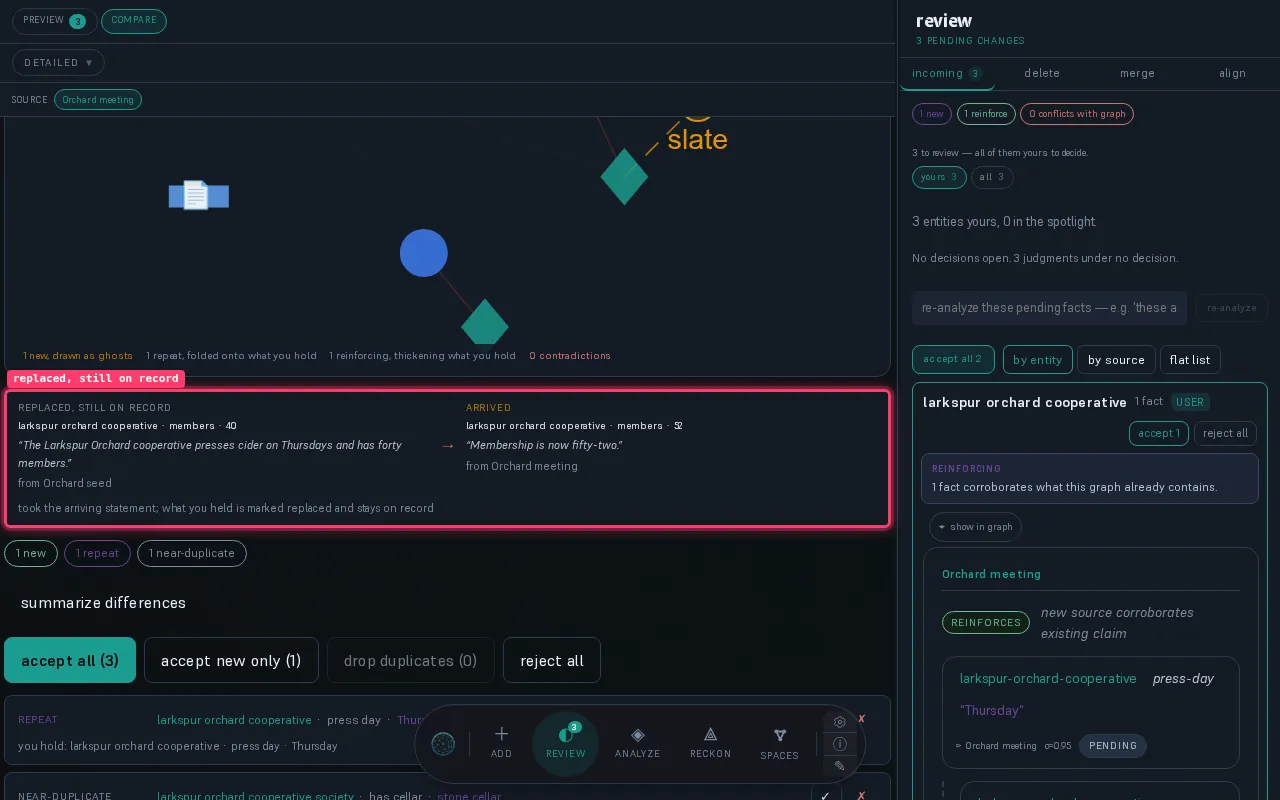 PREVIEW 3 COMPARE
DETAILED ▾
SOURCE Orchard meeting
slate
1 new, drawn as ghosts 1 repeat, folded onto what you hold 1 reinforcing, thickening what you hold 0 contradictions
replaced, still on record
REPLACED, STILL ON RECORD
larkspur orchard cooperative · members · 40
“The Larkspur Orchard cooperative presses cider on Thursdays and has forty
members.”
from Orchard seed
→
ARRIVED
larkspur orchard cooperative · members · 52
“Membership is now fifty-two.”
from Orchard meeting
took the arriving statement; what you held is marked replaced and stays on record
1 new 1 repeat 1 near-duplicate
summarize differences
accept all (3) accept new only (1) drop duplicates (0) reject all
REPEAT larkspur orchard cooperative · press day · ✗
you hold: larkspur orchard cooperative · press day · Thursday
NEAR-DUPLICATE larkspur orchard cooperative society · has cellar · stone cellar ✓ ✗
ADD REVIEW 3 ANALYZE RECKON SPACES
review
3 PENDING CHANGES
incoming 3 delete merge align
1 new 1 reinforce 0 conflicts with graph
3 to review — all of them yours to decide.
yours 3 all 3
3 entities yours, 0 in the spotlight.
No decisions open. 3 judgments under no decision.
re-analyze these pending facts — e.g. 'these a re-analyze
accept all 2 by entity by source flat list
larkspur orchard cooperative 1 fact USER
accept 1 reject all
REINFORCING
1 fact corroborates what this graph already contains.
show in graph
Orchard meeting
REINFORCES new source corroborates
existing claim
larkspur-orchard-cooperative press-day
"Thursday"
Orchard meeting σ=0.95 PENDING